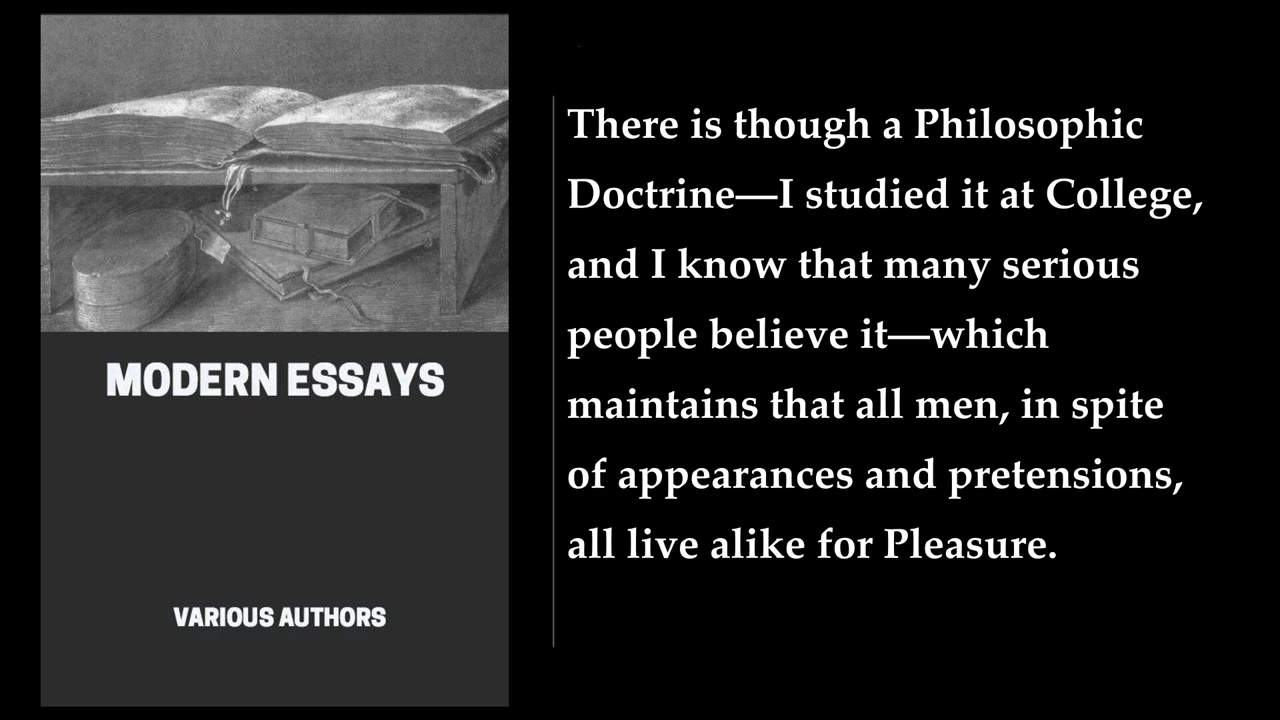 MODERN ESSAYS
VARIOUS AUTHORS
There is though a Philosophic
Doctrine—I studied it at College,
and I know that many serious
people believe it—which
maintains that all men, in spite
of appearances and pretensions,
all live alike for Pleasure.